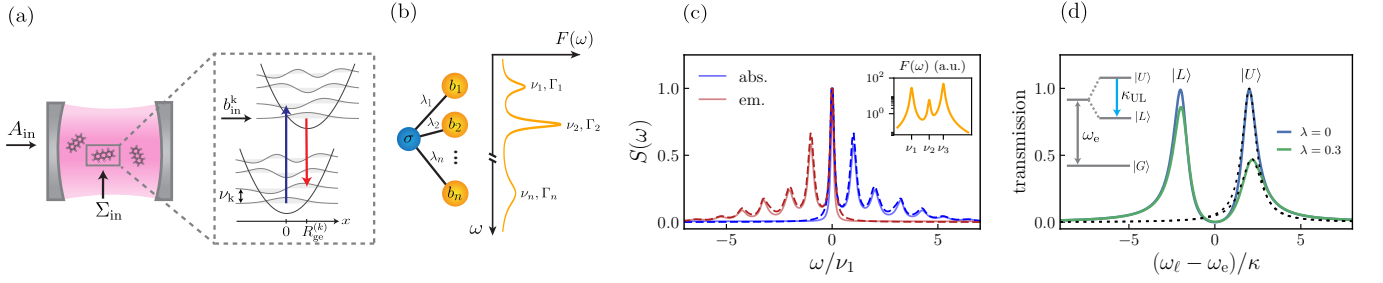 (a)
A_in
Σ_in
b_in^k
ν_k
0
R_ge^(k)
x
(b)
F(ω)
b_1
λ_1
ν_1, Γ_1
σ
λ_2
b_2
ν_2, Γ_2
λ_n
b_n
ν_n, Γ_n
ω
(c)
S(ω)
1.0
0.5
0.0
−5
0
5
ω/ν_1
abs.
em.
F(ω) (a.u.)
10^2
10^0
ν_1
ν_2
ν_3
(d)
transmission
1.0
0.5
0.0
−5
0
5
(ω_ℓ − ω_e)/κ
|L⟩
|U⟩
|U⟩
κ_UL
|L⟩
ω_e
|G⟩
λ = 0
λ = 0.3